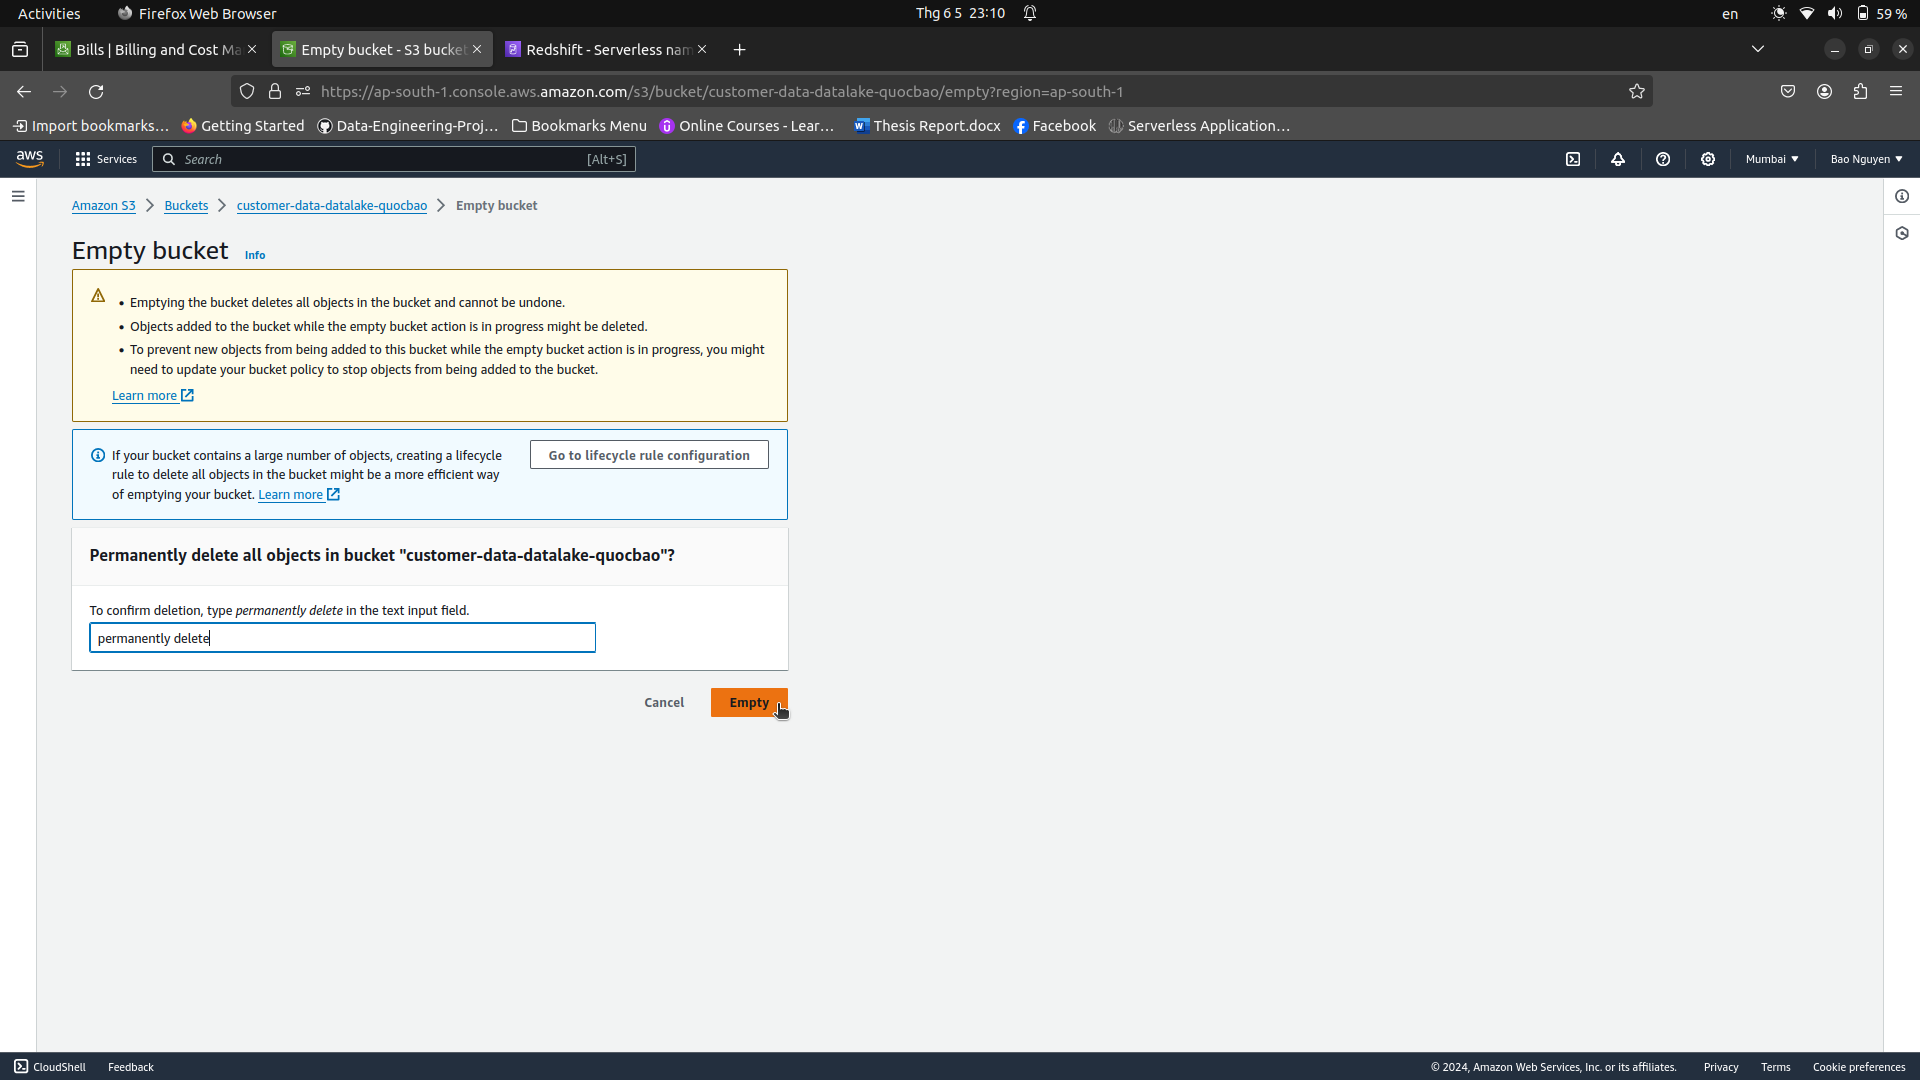 Activities
Firefox Web Browser
Thg 6 5 23:10
en
59 %
Bills | Billing and Cost Ma
Empty bucket - S3 bucke
Redshift - Serverless nam
https://ap-south-1.console.aws.amazon.com/s3/bucket/customer-data-datalake-quocbao/empty?region=ap-south-1
Import bookmarks...
Getting Started
Data-Engineering-Proj...
Bookmarks Menu
Online Courses - Lear...
Thesis Report.docx
Facebook
Serverless Application...
aws
Services
Search
[Alt+S]
Mumbai
Bao Nguyen
Amazon S3
Buckets
customer-data-datalake-quocbao
Empty bucket
Empty bucket
Info
• Emptying the bucket deletes all objects in the bucket and cannot be undone.
• Objects added to the bucket while the empty bucket action is in progress might be deleted.
• To prevent new objects from being added to this bucket while the empty bucket action is in progress, you might
need to update your bucket policy to stop objects from being added to the bucket.
Learn more
If your bucket contains a large number of objects, creating a lifecycle
rule to delete all objects in the bucket might be a more efficient way
of emptying your bucket. Learn more
Go to lifecycle rule configuration
Permanently delete all objects in bucket "customer-data-datalake-quocbao"?
To confirm deletion, type permanently delete in the text input field.
permanently delete
Cancel
Empty
CloudShell
Feedback
© 2024, Amazon Web Services, Inc. or its affiliates.
Privacy
Terms
Cookie preferences